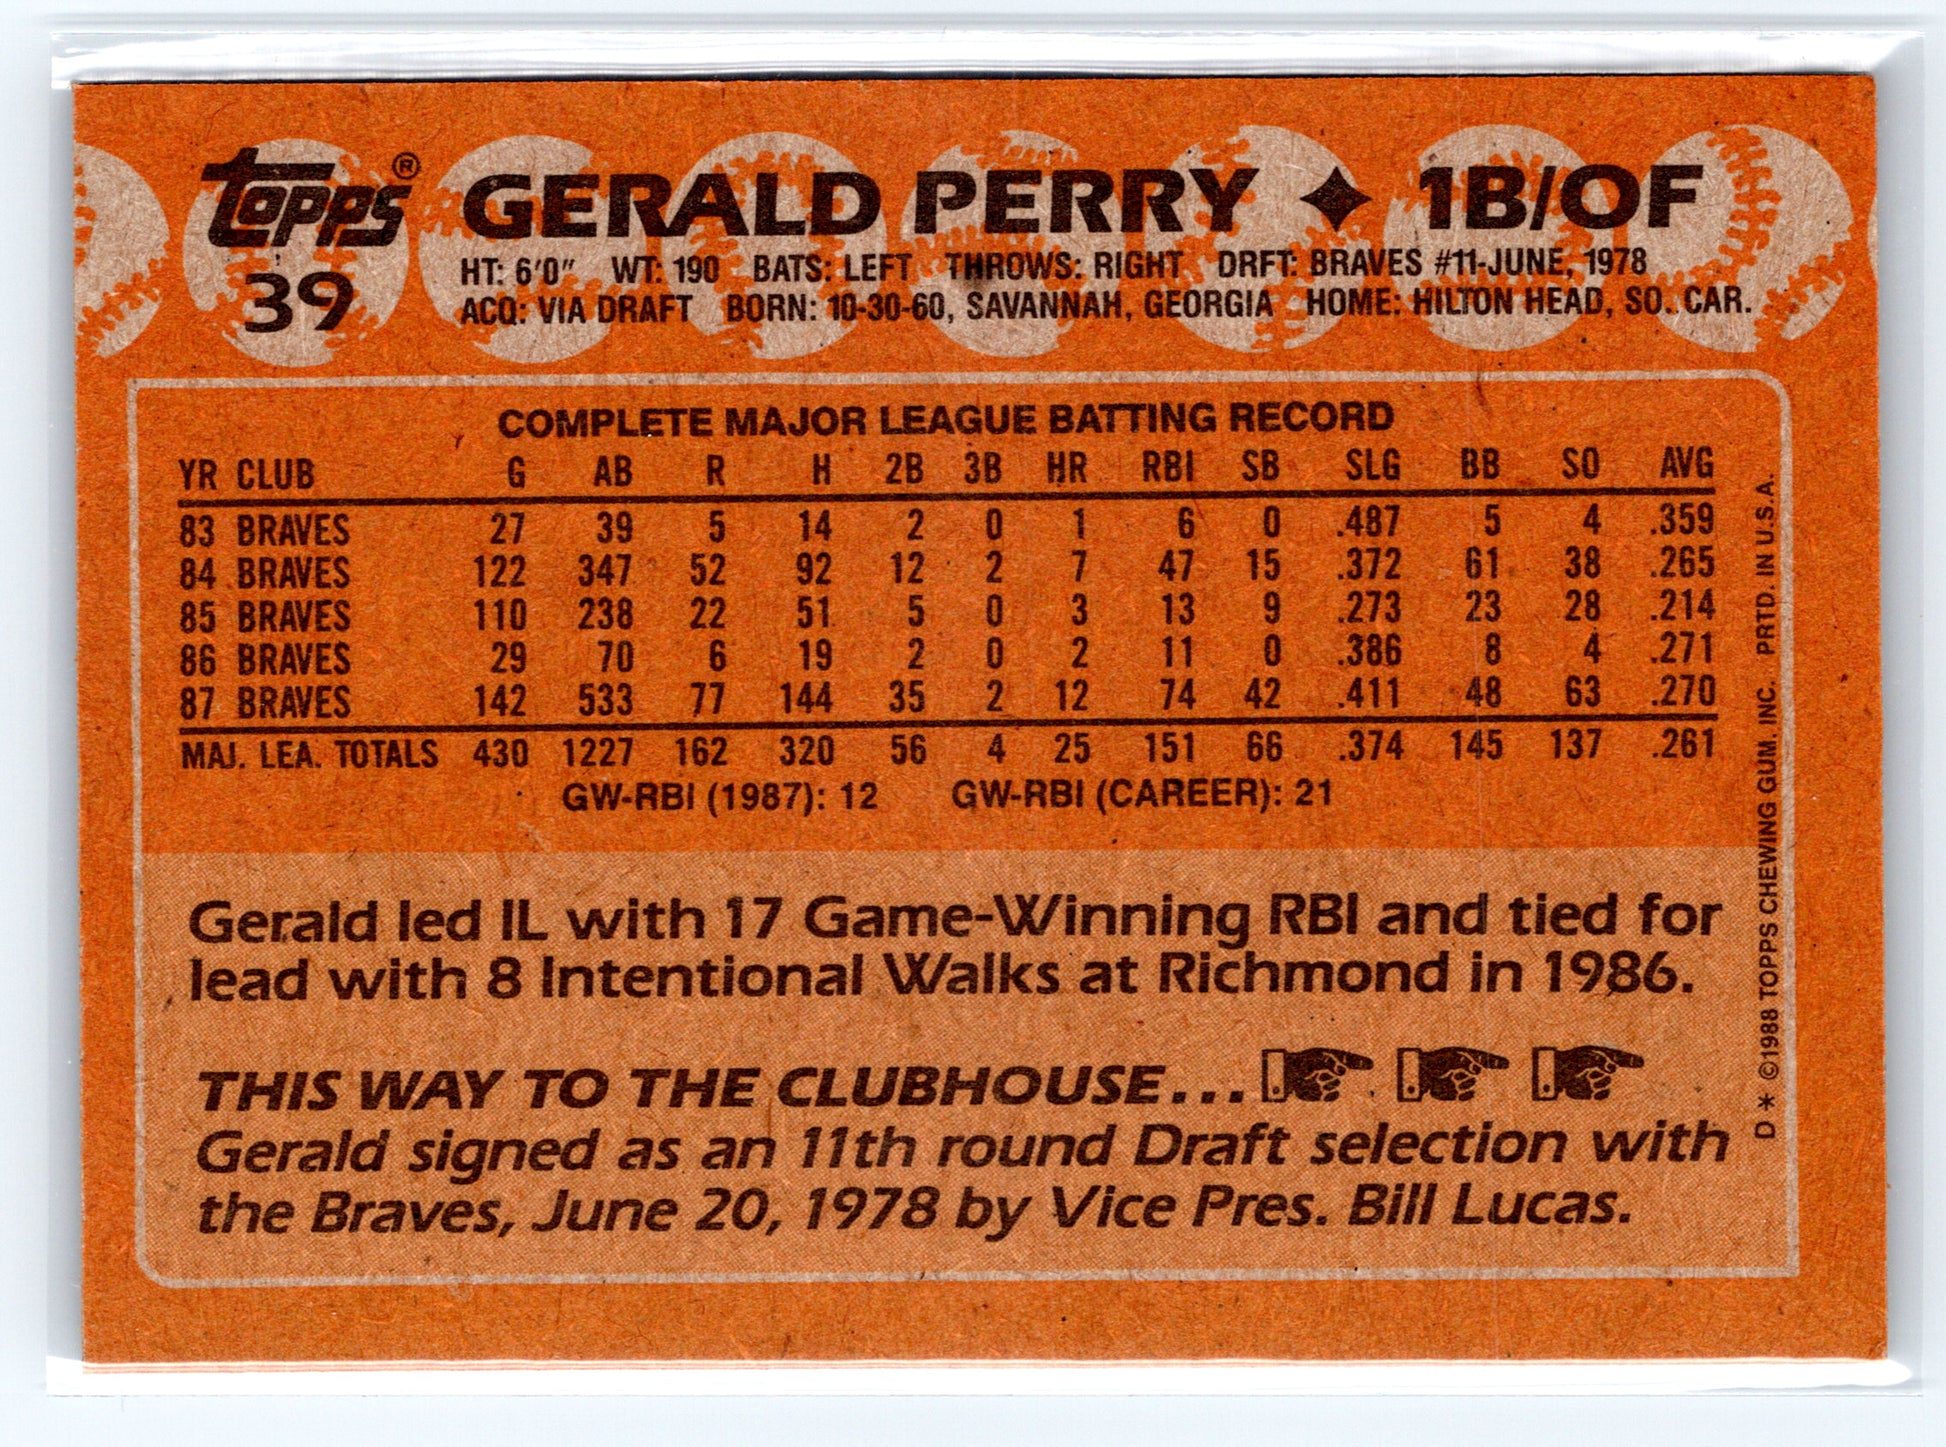 topps®
39
GERALD PERRY ✦ 1B/OF
HT: 6'0" WT: 190 BATS: LEFT THROWS: RIGHT DRFT: BRAVES #11-JUNE, 1978
ACQ: VIA DRAFT BORN: 10-30-60, SAVANNAH, GEORGIA HOME: HILTON HEAD, SO. CAR.
COMPLETE MAJOR LEAGUE BATTING RECORD
YR CLUB G AB R H 2B 3B HR RBI SB SLG BB SO AVG
83 BRAVES 27 39 5 14 2 0 1 6 0 .487 5 4 .359
84 BRAVES 122 347 52 92 12 2 7 47 15 .372 61 38 .265
85 BRAVES 110 238 22 51 5 0 3 13 9 .273 23 28 .214
86 BRAVES 29 70 6 19 2 0 2 11 0 .386 8 4 .271
87 BRAVES 142 533 77 144 35 2 12 74 42 .411 48 63 .270
MAJ. LEA. TOTALS 430 1227 162 320 56 4 25 151 66 .374 145 137 .261
GW-RBI (1987): 12 GW-RBI (CAREER): 21
Gerald led IL with 17 Game-Winning RBI and tied for
lead with 8 Intentional Walks at Richmond in 1986.
THIS WAY TO THE CLUBHOUSE...
Gerald signed as an 11th round Draft selection with
the Braves, June 20, 1978 by Vice Pres. Bill Lucas.
D * ©1988 TOPPS CHEWING GUM, INC. PRTD. IN U.S.A.